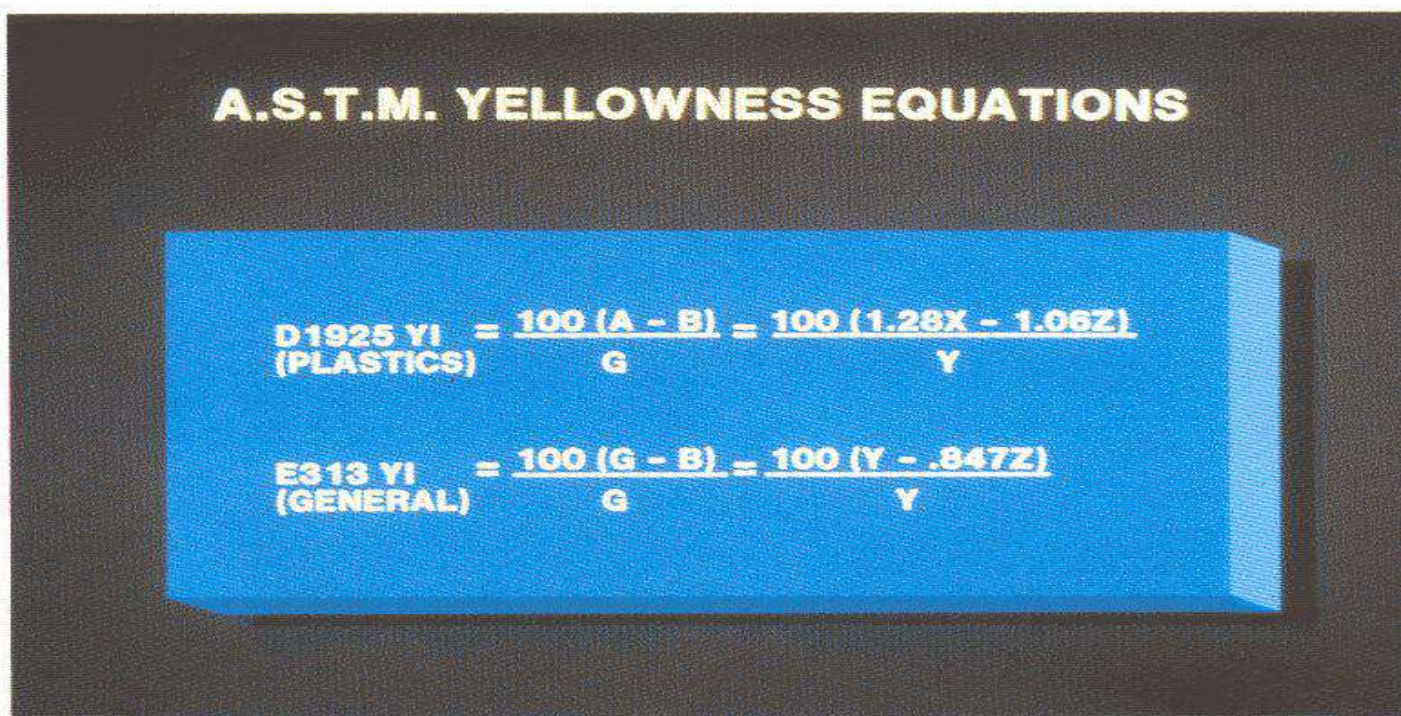 A.S.T.M. YELLOWNESS EQUATIONS
D1925 YI (PLASTICS) = 100 (A - B) / G = 100 (1.28X - 1.06Z) / Y
E313 YI (GENERAL) = 100 (G - B) / G = 100 (Y - .847Z) / Y